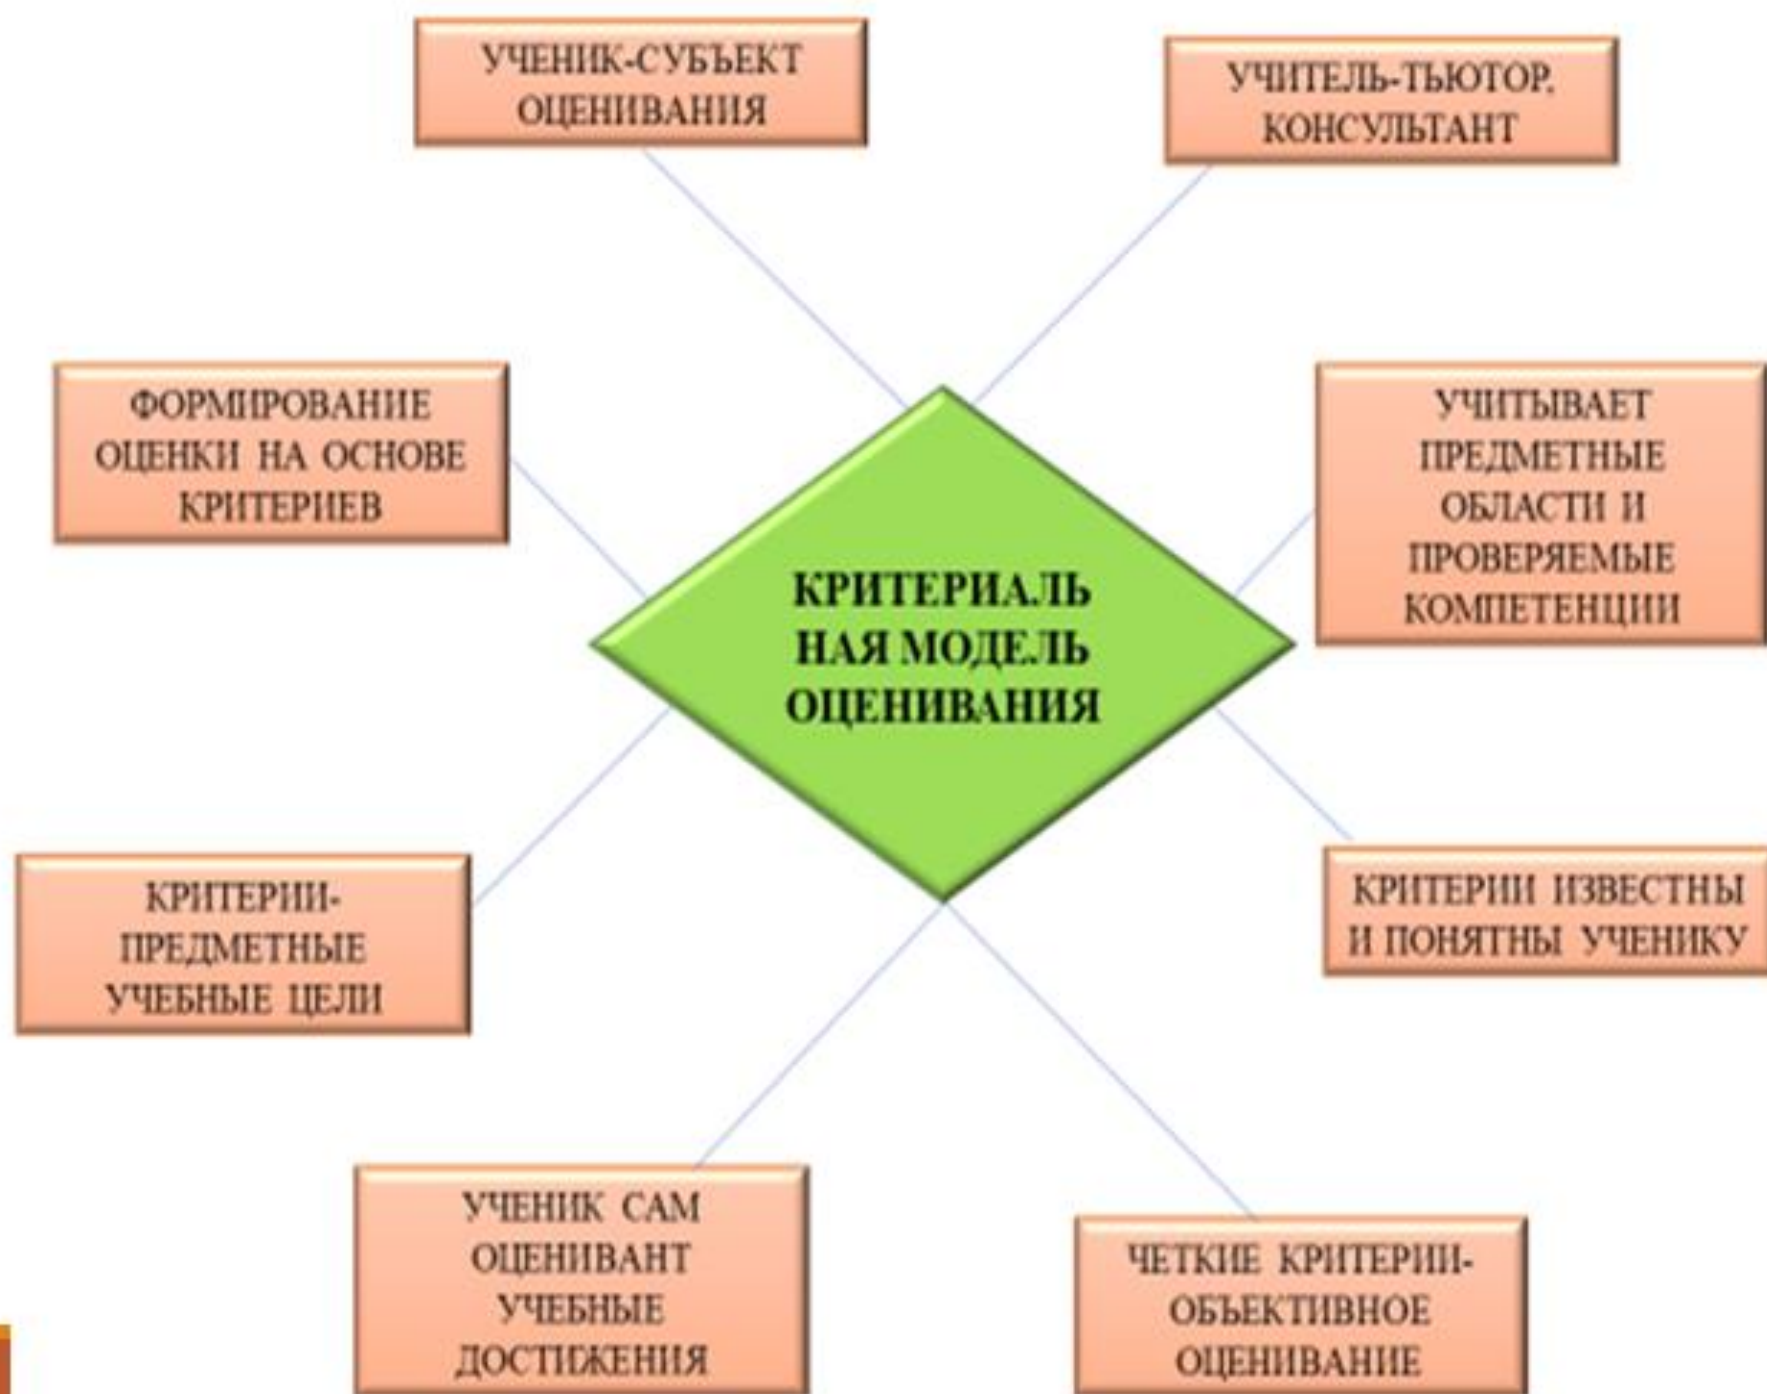 УЧЕНИК-СУБЪЕКТ
ОЦЕНИВАНИЯ
УЧИТЕЛЬ-ТЬЮТОР,
КОНСУЛЬТАНТ
ФОРМИРОВАНИЕ
ОЦЕНКИ НА ОСНОВЕ
КРИТЕРИЕВ
УЧИТЫВАЕТ
ПРЕДМЕТНЫЕ
ОБЛАСТИ И
ПРОВЕРЯЕМЫЕ
КОМПЕТЕНЦИИ
КРИТЕРИАЛЬ
НАЯ МОДЕЛЬ
ОЦЕНИВАНИЯ
КРИТЕРИИ-
ПРЕДМЕТНЫЕ
УЧЕБНЫЕ ЦЕЛИ
КРИТЕРИИ ИЗВЕСТНЫ
И ПОНЯТНЫ УЧЕНИКУ
УЧЕНИК САМ
ОЦЕНИВАНТ
УЧЕБНЫЕ
ДОСТИЖЕНИЯ
ЧЕТКИЕ КРИТЕРИИ-
ОБЪЕКТИВНОЕ
ОЦЕНИВАНИЕ